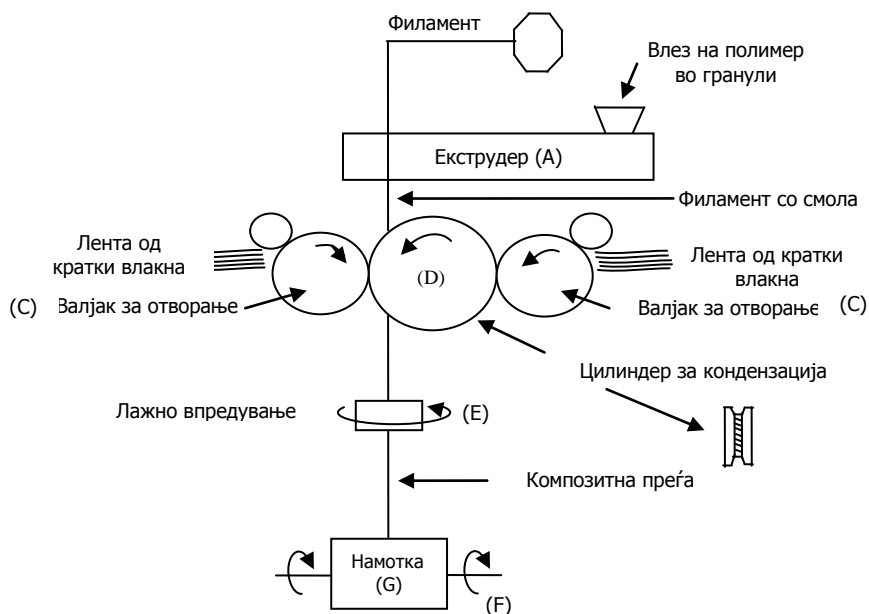 Филамент
Влез на полимер
во гранули
Екструдер (A)
Филамент со смола
Лента од
кратки влакна
(D)
Лента од кратки
влакна
(C) Валјак за отворање
Валјак за отворање (C)
Цилиндер за кондензација
Лажно впредување
(E)
Композитна преѓа
Намотка
(G)
(F)